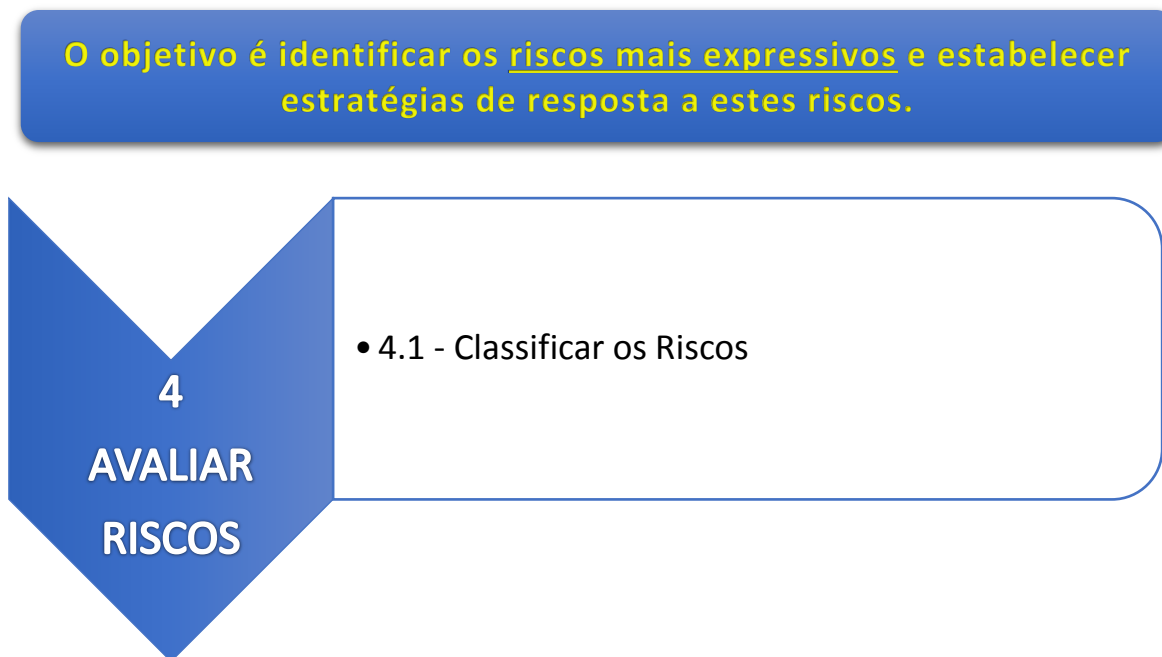 O objetivo é identificar os riscos mais expressivos e estabelecer
estratégias de resposta a estes riscos.
4
AVALIAR
RISCOS
• 4.1 - Classificar os Riscos